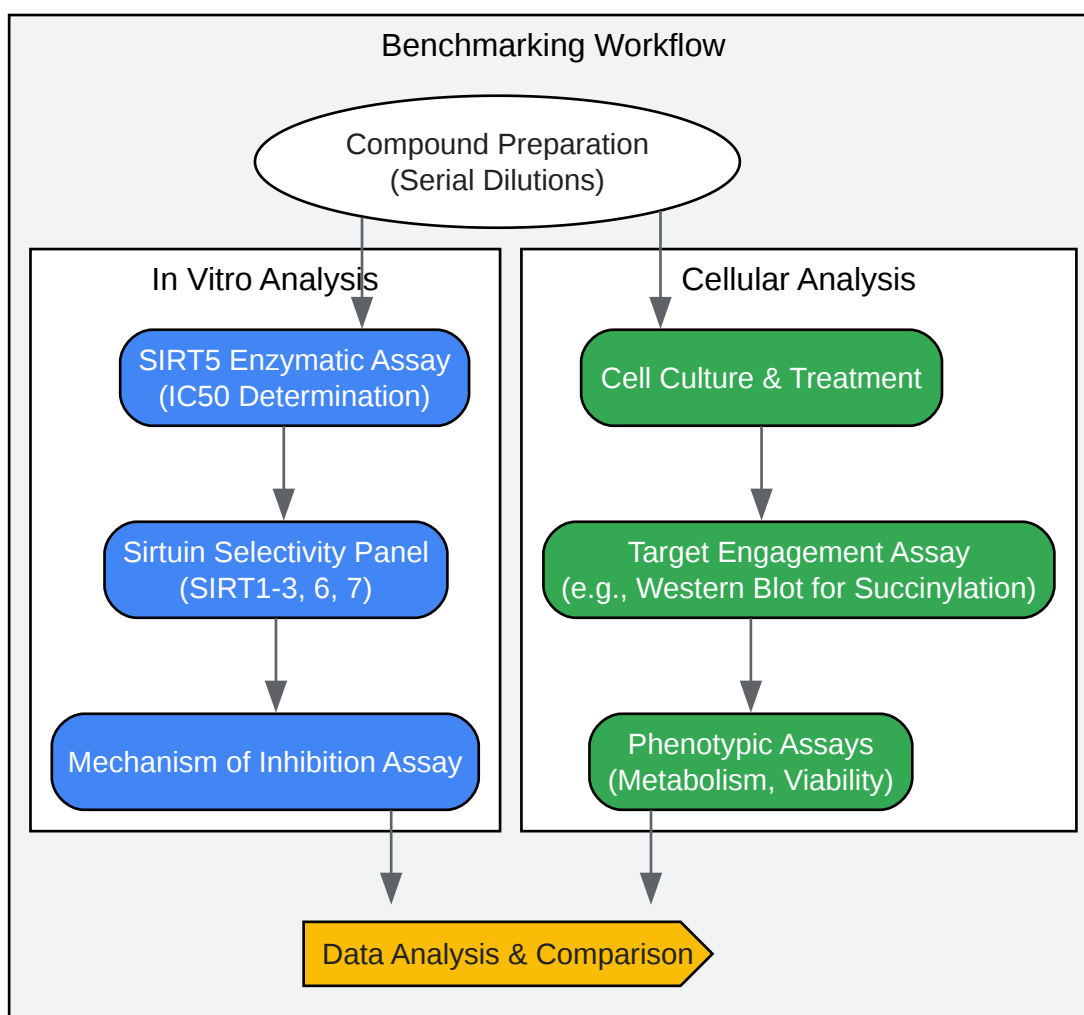 Benchmarking Workflow
Compound Preparation
(Serial Dilutions)
In Vitro Analysis
SIRT5 Enzymatic Assay
(IC50 Determination)
Sirtuin Selectivity Panel
(SIRT1-3, 6, 7)
Mechanism of Inhibition Assay
Cellular Analysis
Cell Culture & Treatment
Target Engagement Assay
(e.g., Western Blot for Succinylation)
Phenotypic Assays
(Metabolism, Viability)
Data Analysis & Comparison